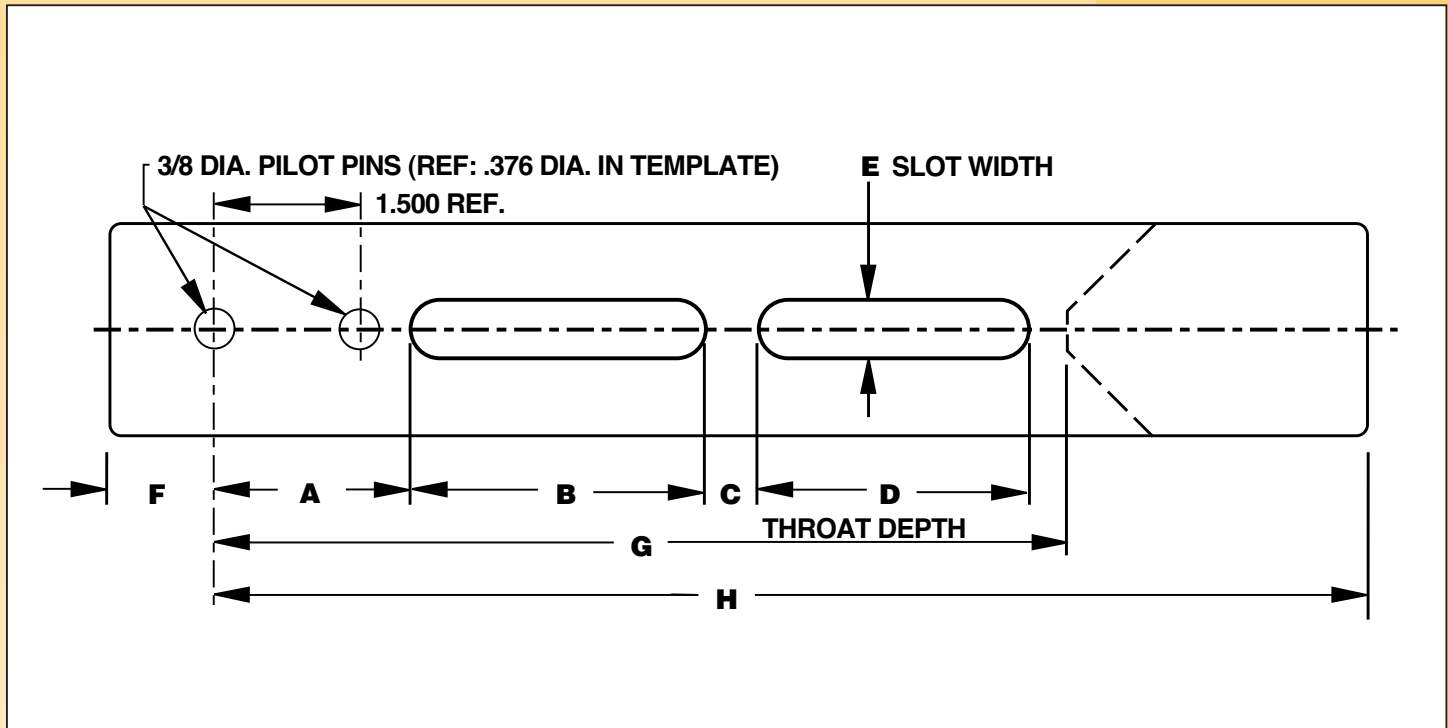 3/8 DIA. PILOT PINS (REF: .376 DIA. IN TEMPLATE)
E SLOT WIDTH
1.500 REF.
F
A
B
C
D
THROAT DEPTH
G
H